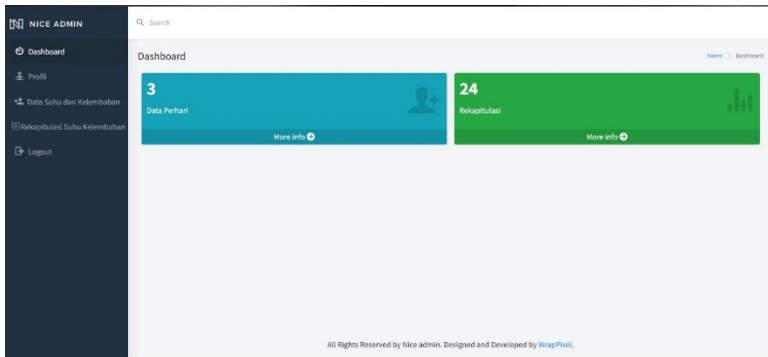 NICE ADMIN
Search
Dashboard
Profil
Data Suhu dan Kelembaban
Rekapitulasi Suhu Kelembaban
Logout
Dashboard
Home Dashboard
3
Data Perhari
More info
24
Rekapitulasi
More info
All Rights Reserved by Nice admin. Designed and Developed by WrapPixel.